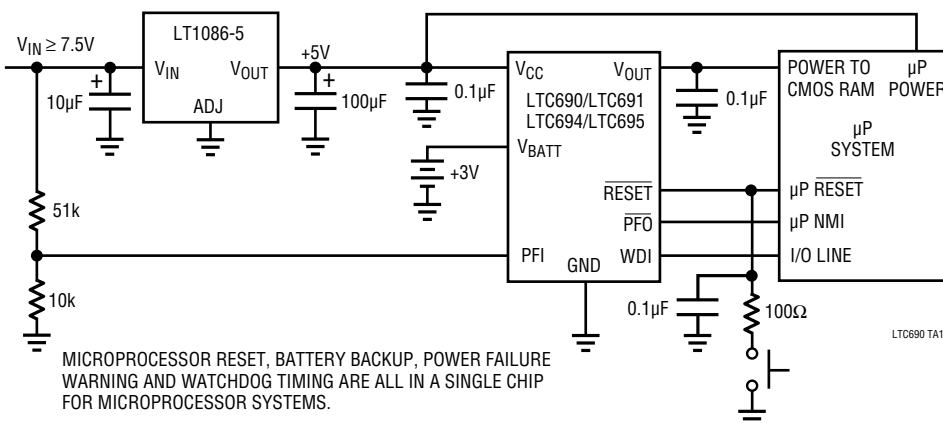 VIN ≥ 7.5V
LT1086-5
+5V
VIN
VOUT
ADJ
+
10µF
+
100µF
0.1µF
VCC
VOUT
LTC690/LTC691
LTC694/LTC695
VBATT
+3V
RESET
PFO
PFI
GND
WDI
0.1µF
POWER TO
CMOS RAM
µP
POWER
µP
SYSTEM
µP RESET
µP NMI
I/O LINE
51k
10k
0.1µF
100Ω
LTC690 TA1
MICROPROCESSOR RESET, BATTERY BACKUP, POWER FAILURE
WARNING AND WATCHDOG TIMING ARE ALL IN A SINGLE CHIP
FOR MICROPROCESSOR SYSTEMS.